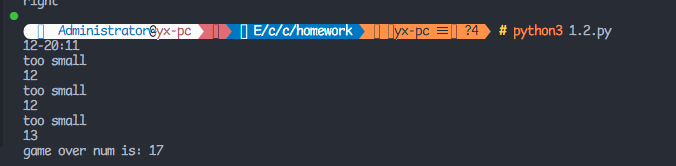 right
Administrator@yx-pc E/c/c/homework yx-pc ≡ ?4 # python3 1.2.py
12-20:11
too small
12
too small
12
too small
13
game over num is: 17